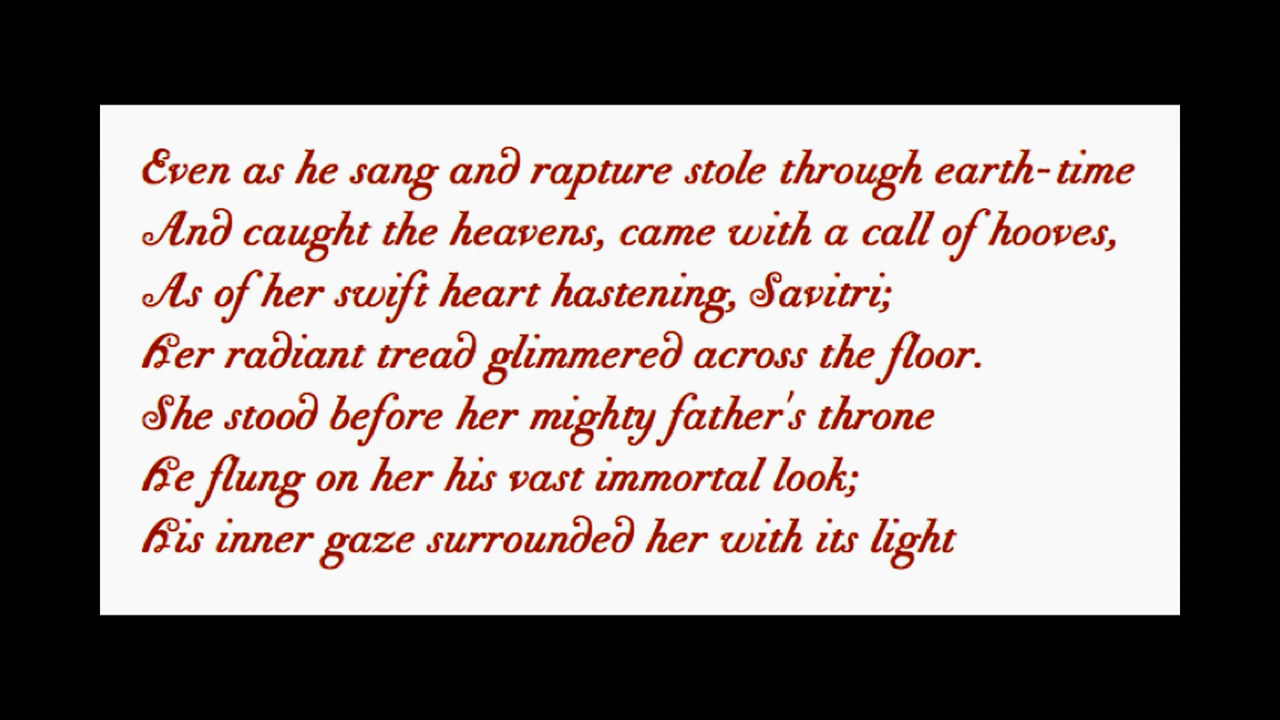 Even as he sang and rapture stole through earth-time
And caught the heavens, came with a call of hooves,
As of her swift heart hastening, Savitri;
Her radiant tread glimmered across the floor.
She stood before her mighty father's throne
He flung on her his vast immortal look;
His inner gaze surrounded her with its light